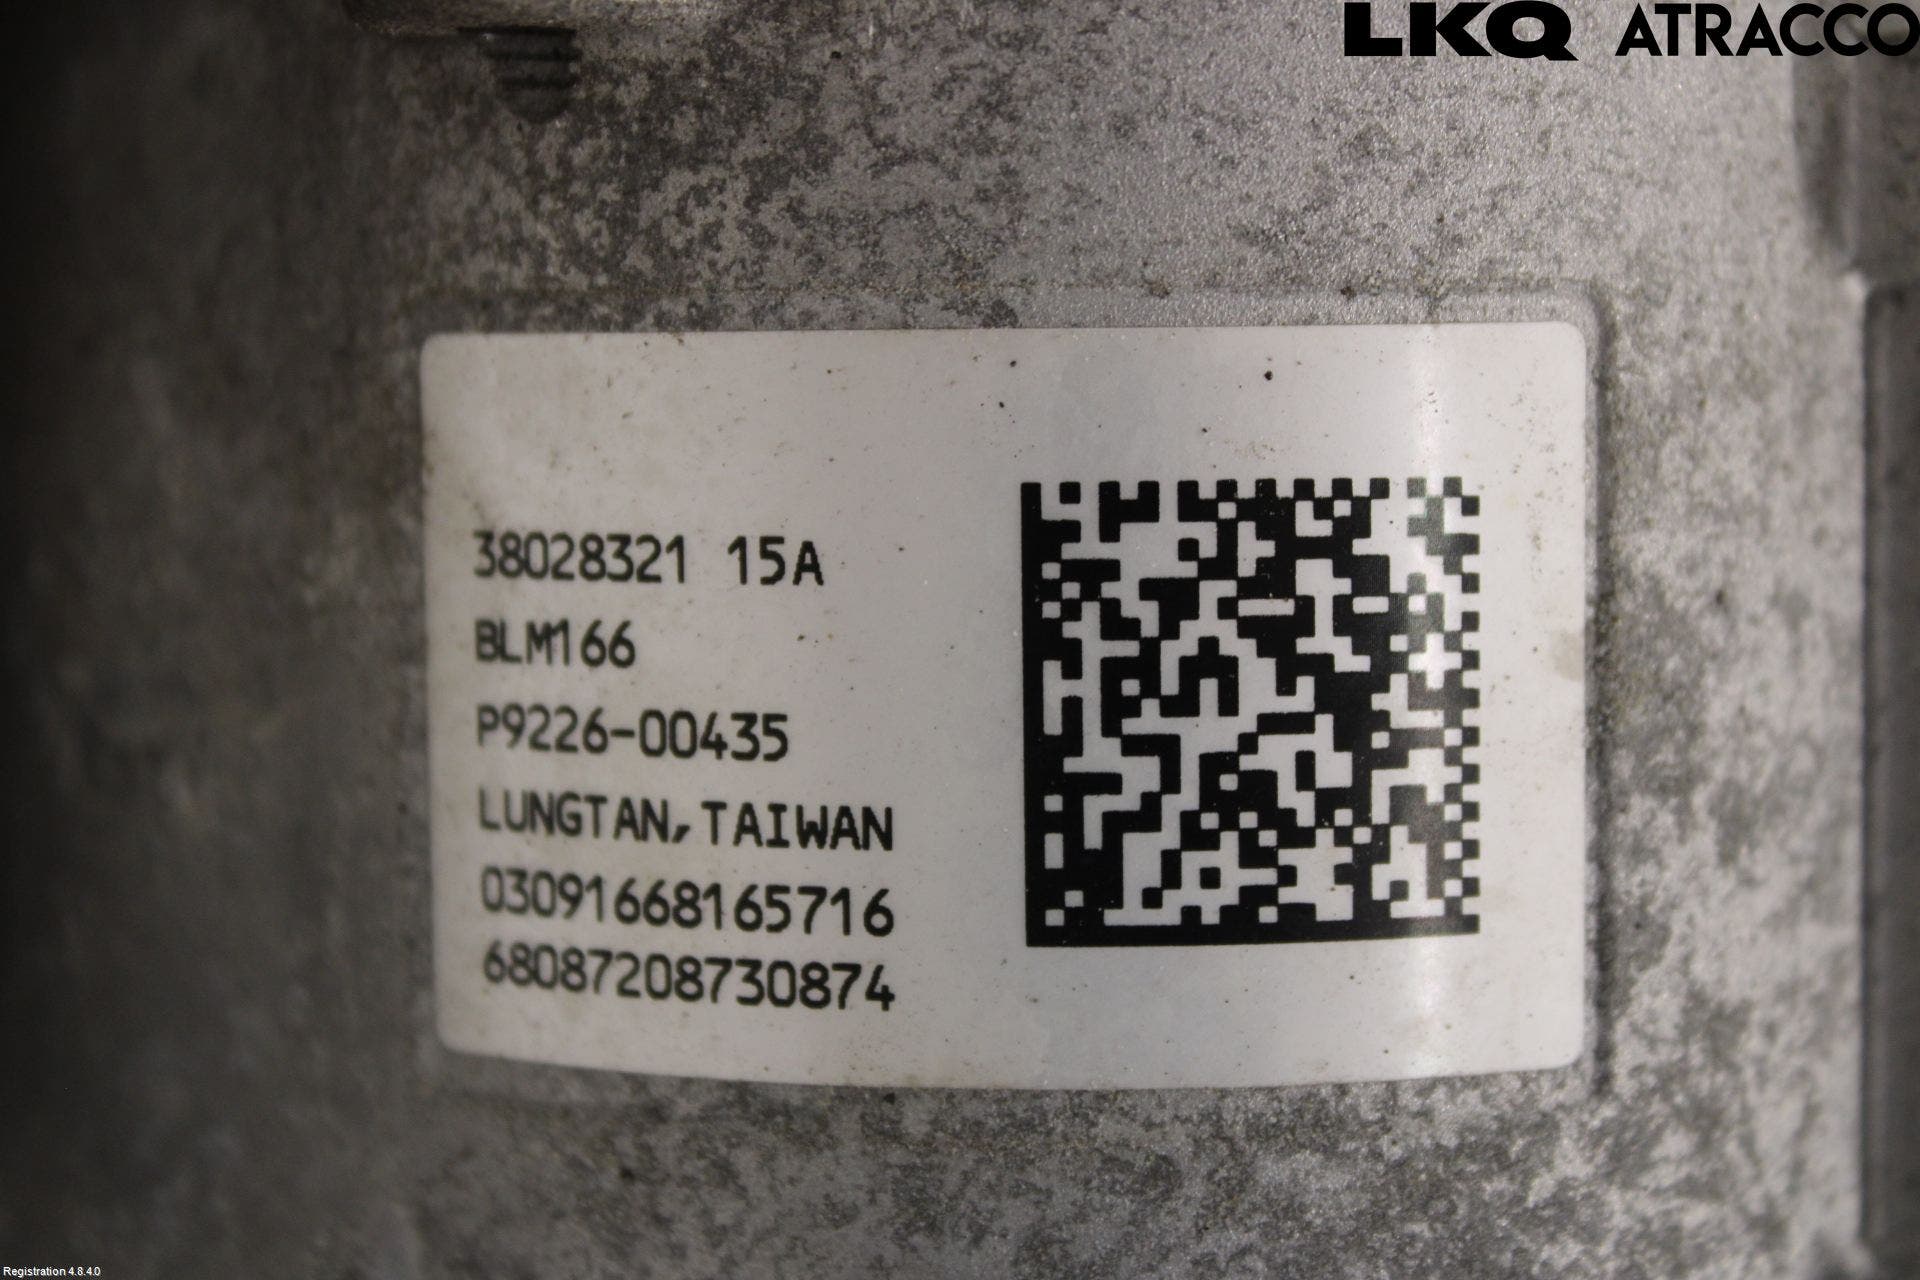 LKQ ATRACCO
38028321 15A
BLM166
P9226-00435
LUNGTAN,TAIWAN
03091668165716
68087208730874
Registration 4.8.4.0